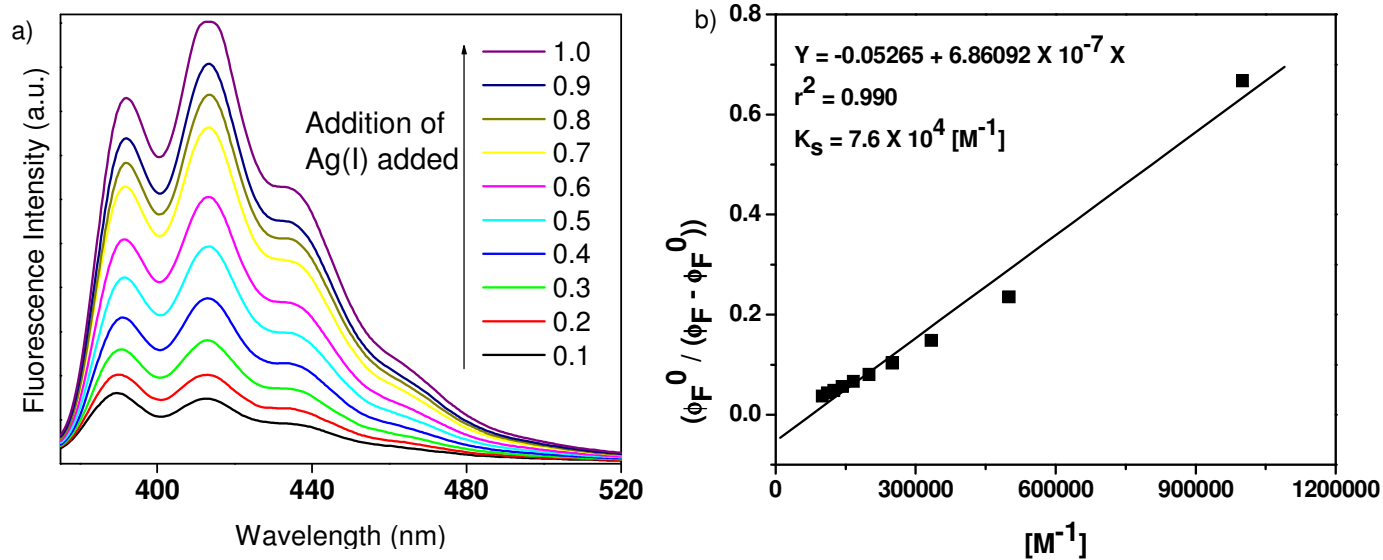 a)
Fluorescence Intensity (a.u.)
Addition of
Ag(I) added
1.0
0.9
0.8
0.7
0.6
0.5
0.4
0.3
0.2
0.1
400 440 480 520
Wavelength (nm)
b)
(ϕF⁰ / (ϕF - ϕF⁰))
0.8
0.6
0.4
0.2
0.0
Y = -0.05265 + 6.86092 X 10⁻⁷ X
r² = 0.990
Ks = 7.6 X 10⁴ [M⁻¹]
0 300000 600000 900000 1200000
[M⁻¹]